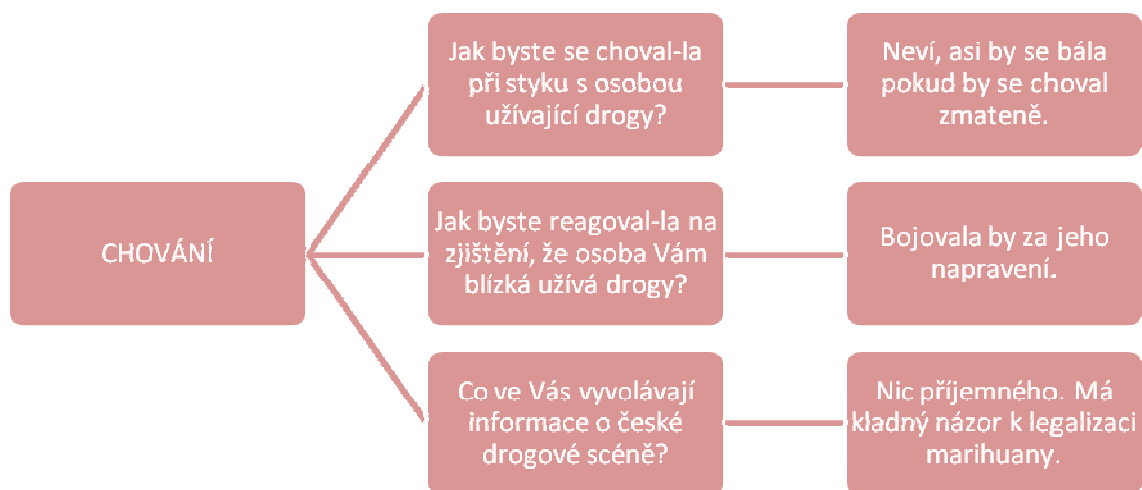 CHOVÁNÍ
Jak byste se choval-la
při styku s osobou
užívající drogy?
Neví, asi by se bála
pokud by se choval
zmateně.
Jak byste reagoval-la na
zjištění, že osoba Vám
blízká užívá drogy?
Bojovala by za jeho
napravení.
Co ve Vás vyvolávají
informace o české
drogové scéně?
Nic příjemného. Má
kladný názor k legalizaci
marihuany.